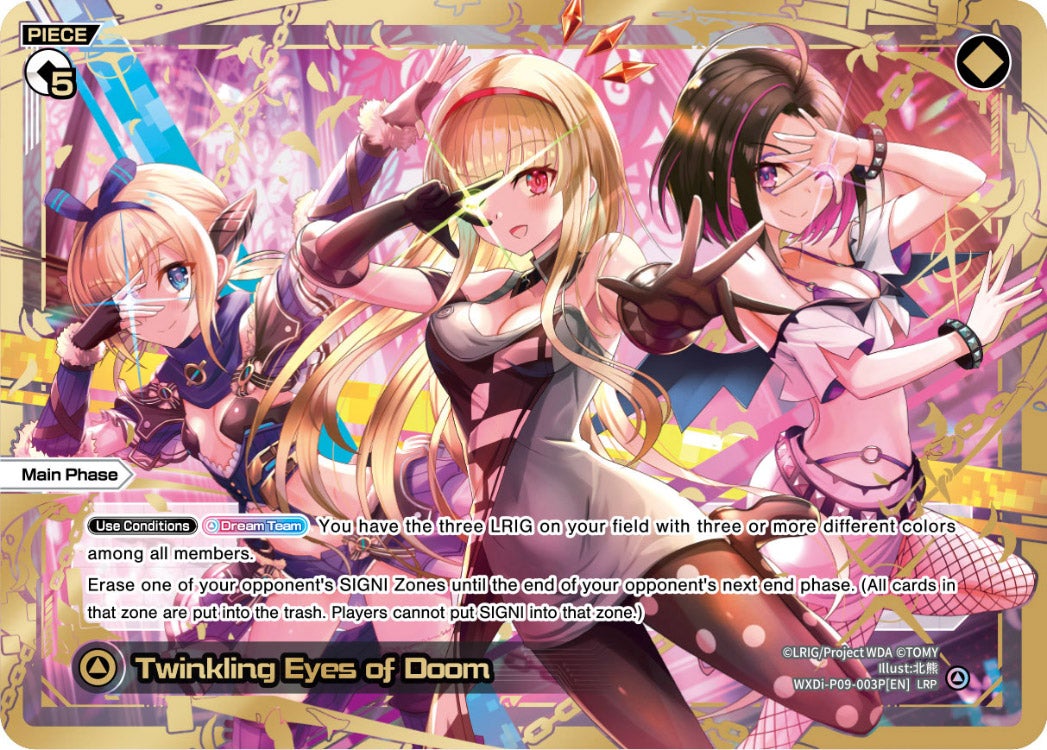 PIECE
5
Main Phase
Use Conditions Dream Team You have the three LRIG on your field with three or more different colors
among all members.
Erase one of your opponent's SIGNI Zones until the end of your opponent's next end phase. (All cards in
that zone are put into the trash. Players cannot put SIGNI into that zone.)
Twinkling Eyes of Doom
©LRIG/Project WDA ©TOMY
Illust:北熊
WXDi-P09-003P[EN] LRP